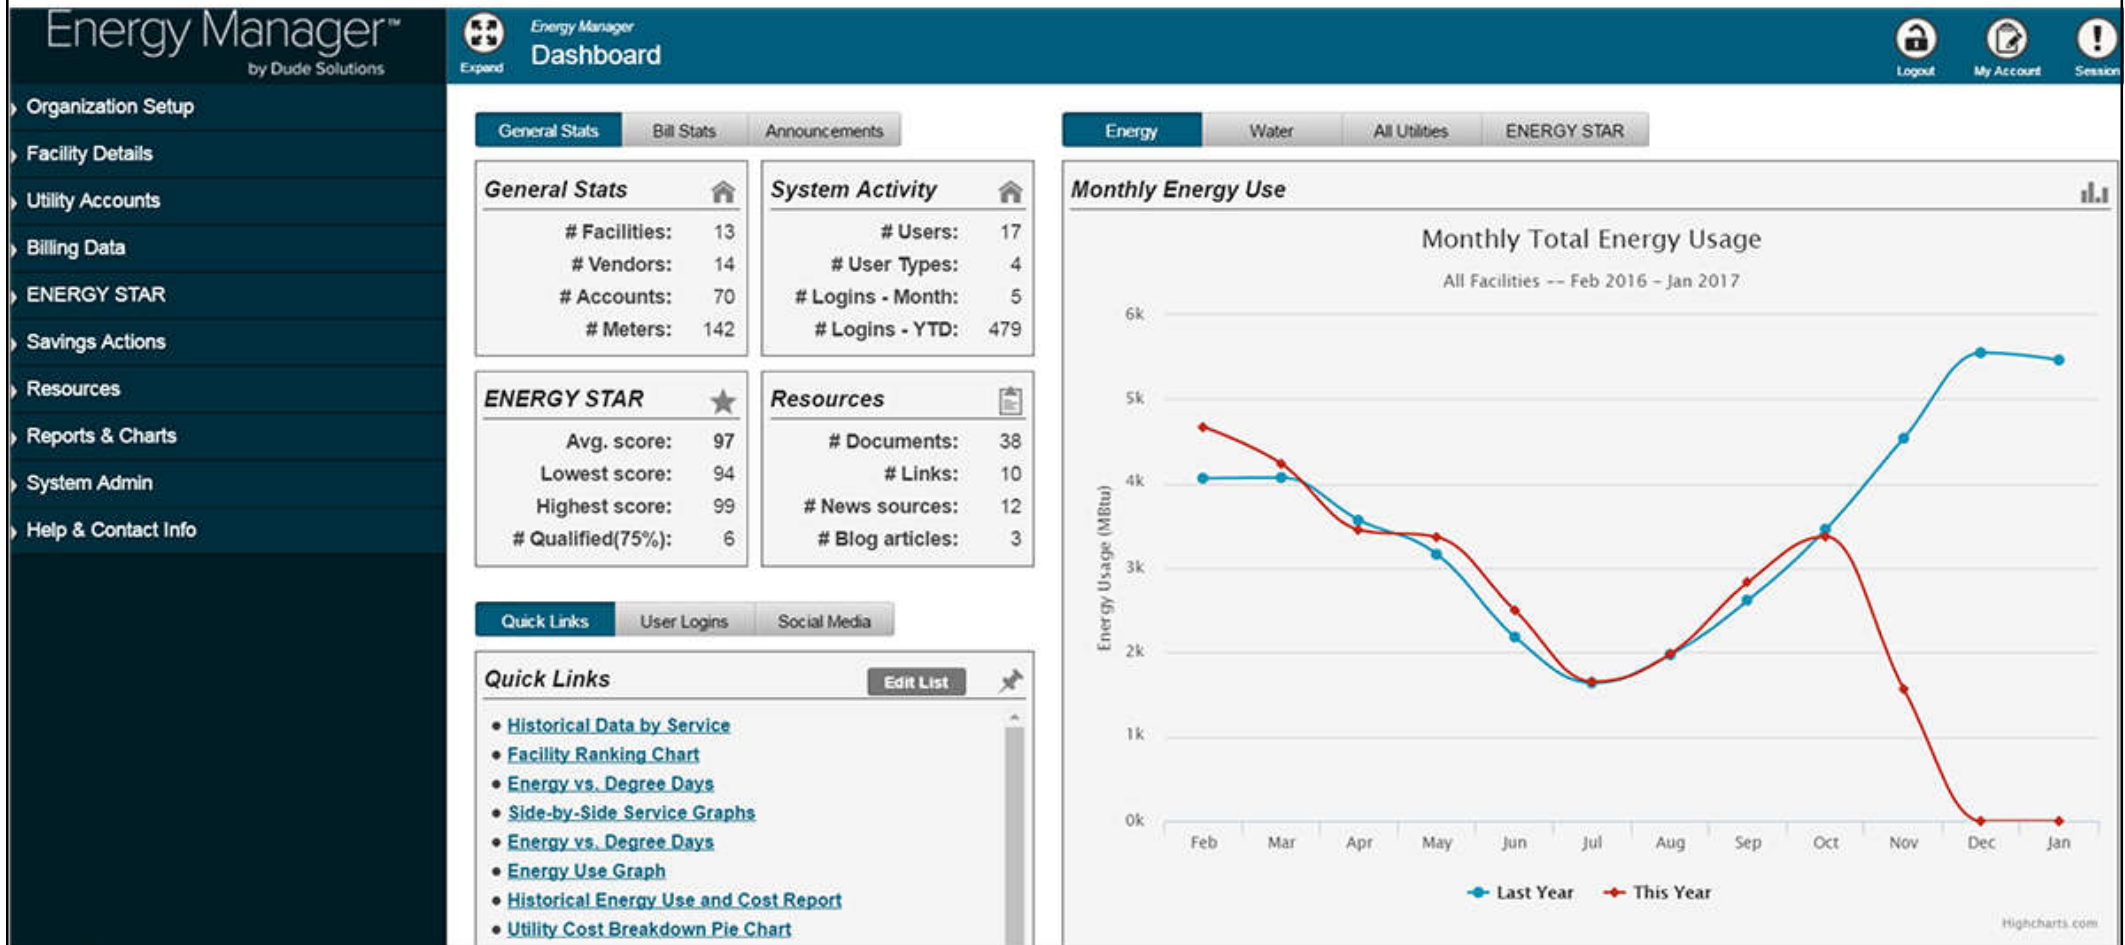 Energy Manager™
by Dude Solutions
Organization Setup
Facility Details
Utility Accounts
Billing Data
ENERGY STAR
Savings Actions
Resources
Reports & Charts
System Admin
Help & Contact Info
Expand
Energy Manager
Dashboard
Logout
My Account
Session
General Stats
Bill Stats
Announcements
General Stats
# Facilities: 13
# Vendors: 14
# Accounts: 70
# Meters: 142
System Activity
# Users: 17
# User Types: 4
# Logins - Month: 5
# Logins - YTD: 479
ENERGY STAR
Avg. score: 97
Lowest score: 94
Highest score: 99
# Qualified(75%): 6
Resources
# Documents: 38
# Links: 10
# News sources: 12
# Blog articles: 3
Quick Links
User Logins
Social Media
Quick Links
Edit List
Historical Data by Service
Facility Ranking Chart
Energy vs. Degree Days
Side-by-Side Service Graphs
Energy vs. Degree Days
Energy Use Graph
Historical Energy Use and Cost Report
Utility Cost Breakdown Pie Chart
Energy
Water
All Utilities
ENERGY STAR
Monthly Energy Use
Monthly Total Energy Usage
All Facilities -- Feb 2016 - Jan 2017
Energy Usage (MBtu)
6k
5k
4k
3k
2k
1k
0k
Feb Mar Apr May Jun Jul Aug Sep Oct Nov Dec Jan
Last Year This Year
Highcharts.com